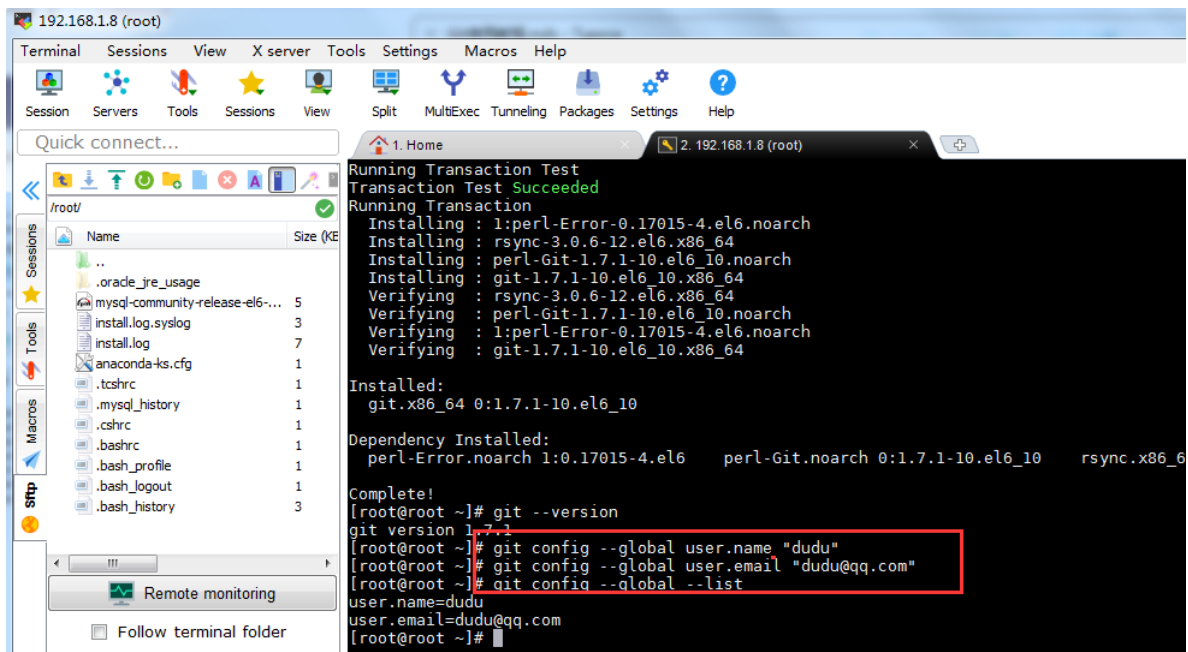 192.168.1.8 (root)
Terminal Sessions View X server Tools Settings Macros Help
Session Servers Tools Sessions View Split MultiExec Tunneling Packages Settings Help
Quick connect...
1. Home
2. 192.168.1.8 (root)
/root/
Name Size (KB
..
.oracle_jre_usage
mysql-community-release-el6-... 5
install.log.syslog 3
install.log 7
anaconda-ks.cfg 1
.tcshrc 1
.mysql_history 1
.cshrc 1
.bashrc 1
.bash_profile 1
.bash_logout 1
.bash_history 3
Sessions
Tools
Macros
Sftp
Remote monitoring
Follow terminal folder
Running Transaction Test
Transaction Test Succeeded
Running Transaction
Installing : 1:perl-Error-0.17015-4.el6.noarch
Installing : rsync-3.0.6-12.el6.x86_64
Installing : perl-Git-1.7.1-10.el6_10.noarch
Installing : git-1.7.1-10.el6_10.x86_64
Verifying : rsync-3.0.6-12.el6.x86_64
Verifying : perl-Git-1.7.1-10.el6_10.noarch
Verifying : 1:perl-Error-0.17015-4.el6.noarch
Verifying : git-1.7.1-10.el6_10.x86_64
Installed:
git.x86_64 0:1.7.1-10.el6_10
Dependency Installed:
perl-Error.noarch 1:0.17015-4.el6 perl-Git.noarch 0:1.7.1-10.el6_10 rsync.x86_6
Complete!
[root@root ~]# git --version
git version 1.7.1
[root@root ~]# git config --global user.name "dudu"
[root@root ~]# git config --global user.email "dudu@qq.com"
[root@root ~]# git config --global --list
user.name=dudu
user.email=dudu@qq.com
[root@root ~]#